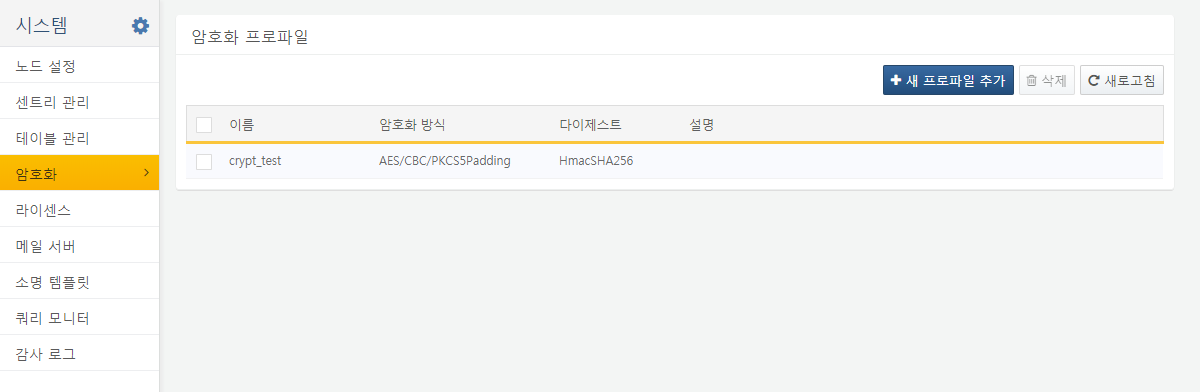 시스템
노드 설정
센트리 관리
테이블 관리
암호화
라이센스
메일 서버
소명 템플릿
쿼리 모니터
감사 로그
암호화 프로파일
새 프로파일 추가 삭제 새로고침
이름 암호화 방식 다이제스트 설명
crypt_test AES/CBC/PKCS5Padding HmacSHA256